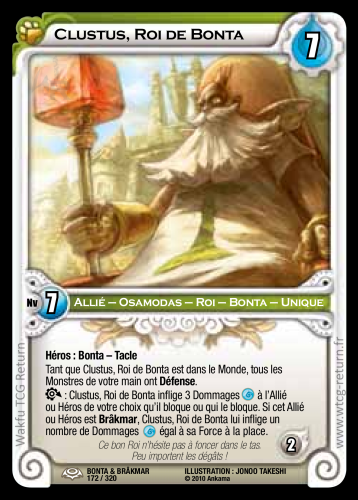 Clustus, Roi de Bonta
7
Nv 7
Allié – Osamodas – Roi – Bonta – Unique
Héros : Bonta – Tacle
Tant que Clustus, Roi de Bonta est dans le Monde, tous les
Monstres de votre main ont Défense.
: Clustus, Roi de Bonta inflige 3 Dommages à l'Allié
ou Héros de votre choix qu'il bloque ou qui le bloque. Si cet Allié
ou Héros est Brâkmar, Clustus, Roi de Bonta lui inflige un
nombre de Dommages égal à sa Force à la place.
Ce bon Roi n'hésite pas à foncer dans le tas.
Peu importent les dégâts !
2
BONTA & BRÂKMAR
172 / 320
ILLUSTRATION : JONOO TAKESHI
© 2010 Ankama
Wakfu TCG Return
www.wtcg-return.fr